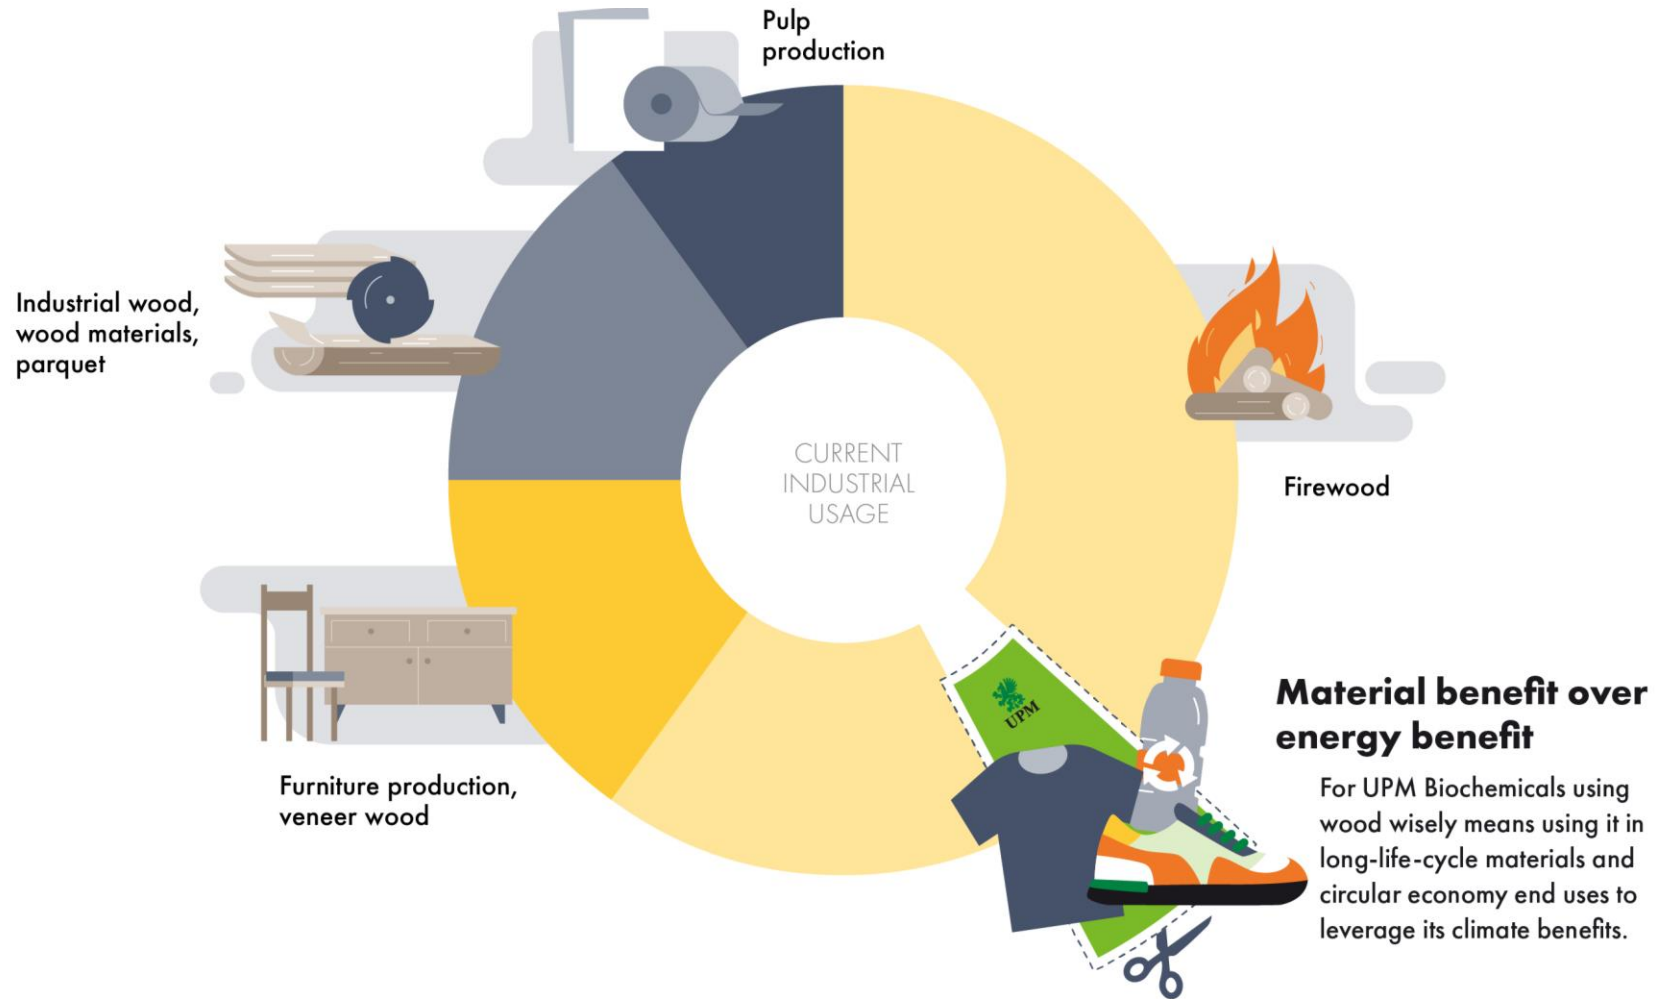 Pulp
production
Industrial wood,
wood materials,
parquet
CURRENT
INDUSTRIAL
USAGE
Firewood
Furniture production,
veneer wood
UPM
Material benefit over
energy benefit
For UPM Biochemicals using
wood wisely means using it in
long-life-cycle materials and
circular economy end uses to
leverage its climate benefits.